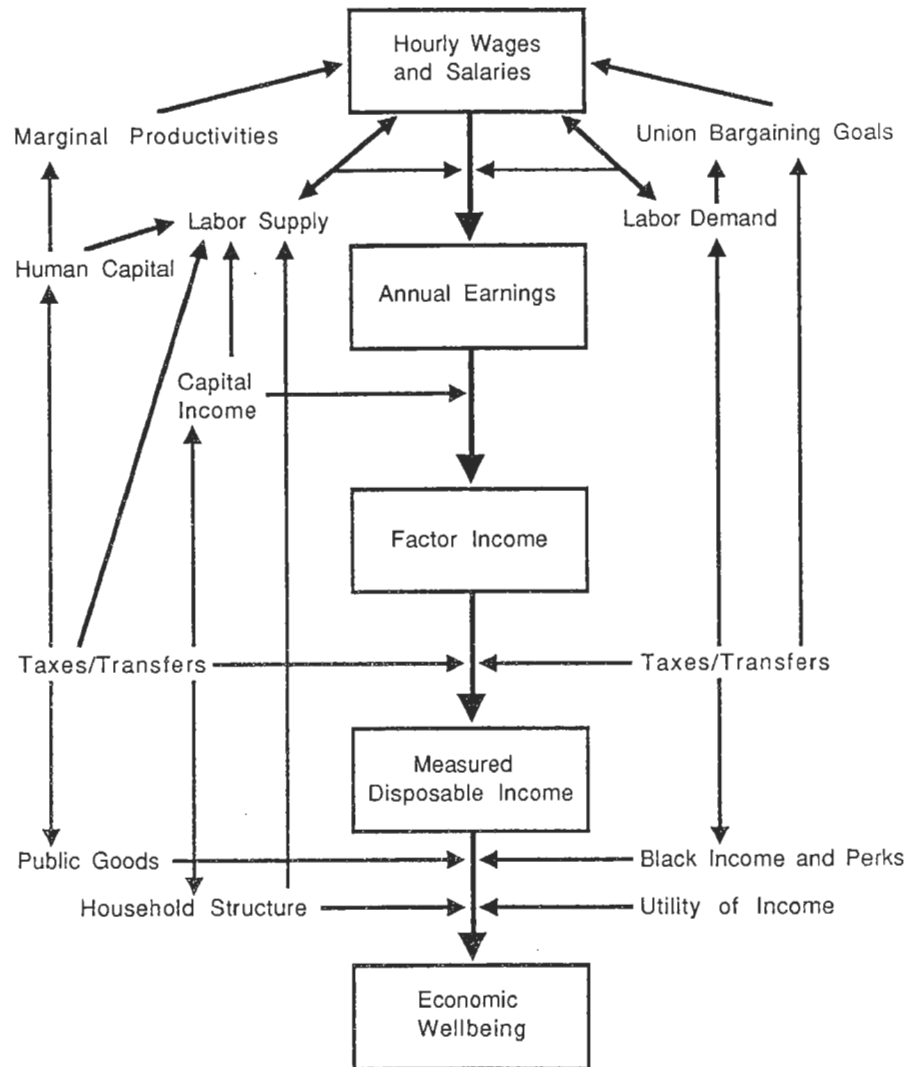 Hourly Wages
and Salaries
Marginal Productivities
Union Bargaining Goals
Labor Supply
Labor Demand
Human Capital
Annual Earnings
Capital
Income
Factor Income
Taxes/Transfers
Taxes/Transfers
Measured
Disposable Income
Public Goods
Black Income and Perks
Household Structure
Utility of Income
Economic
Wellbeing